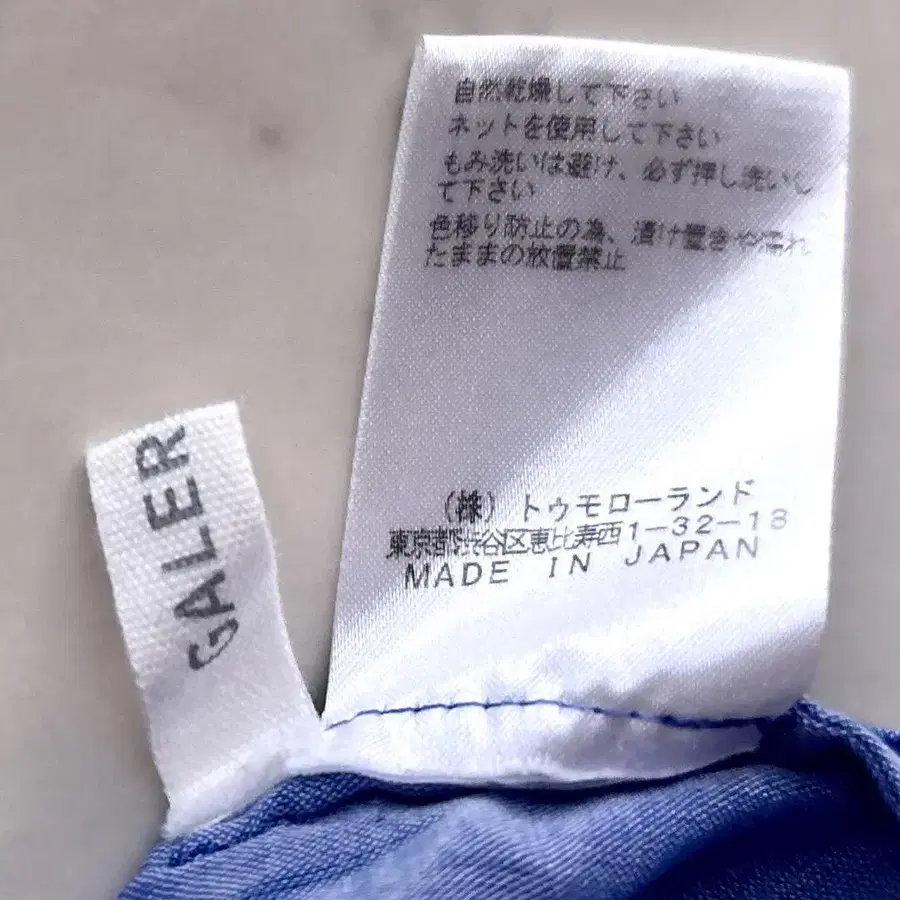 自然乾燥して下さい
ネットを使用して下さい
もみ洗いは避け、必ず押し洗いし
て下さい
色移り防止の為、漬け置きや濡れ
たままの放置禁止
(株) トゥモローランド
東京都渋谷区恵比寿西1-32-18
MADE IN JAPAN
GALER